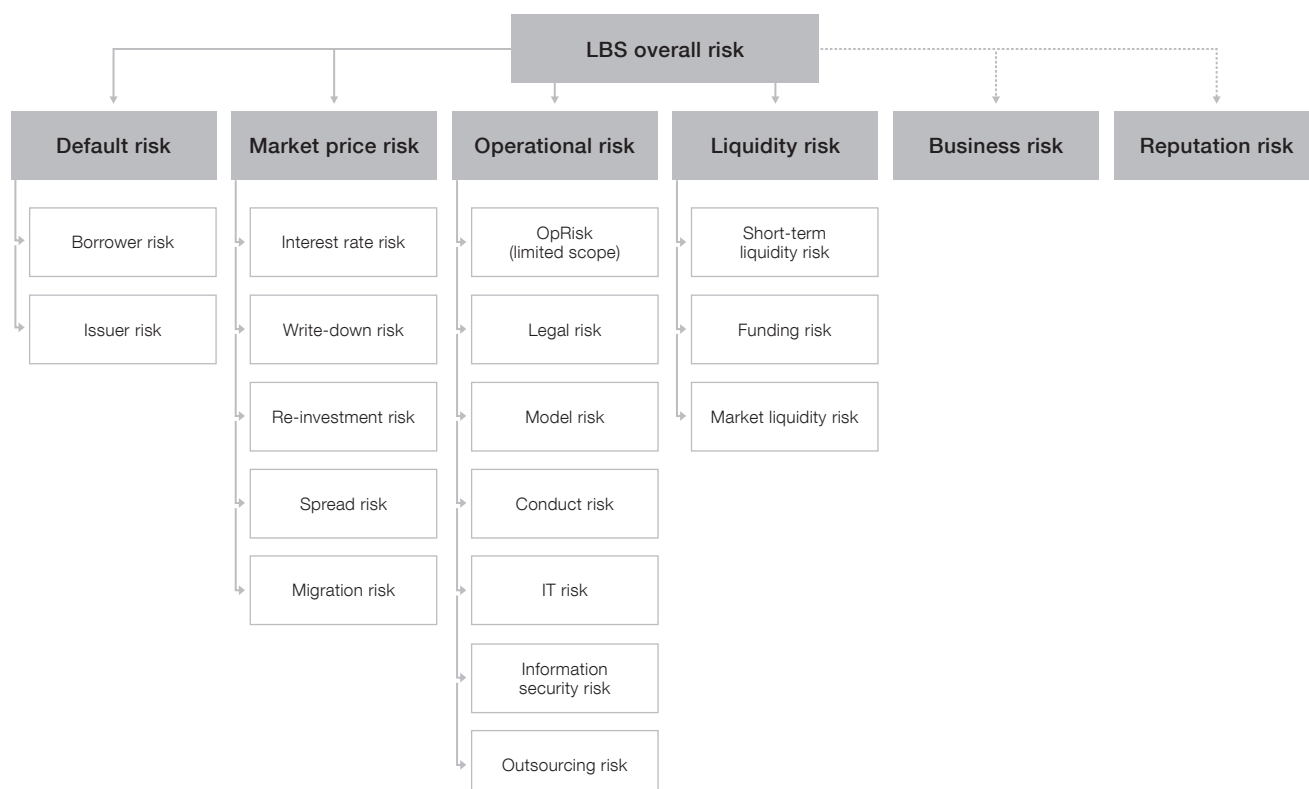 LBS overall risk
Default risk
Market price risk
Operational risk
Liquidity risk
Business risk
Reputation risk
Borrower risk
Issuer risk
Interest rate risk
Write-down risk
Re-investment risk
Spread risk
Migration risk
OpRisk
(limited scope)
Legal risk
Model risk
Conduct risk
IT risk
Information
security risk
Outsourcing risk
Short-term
liquidity risk
Funding risk
Market liquidity risk